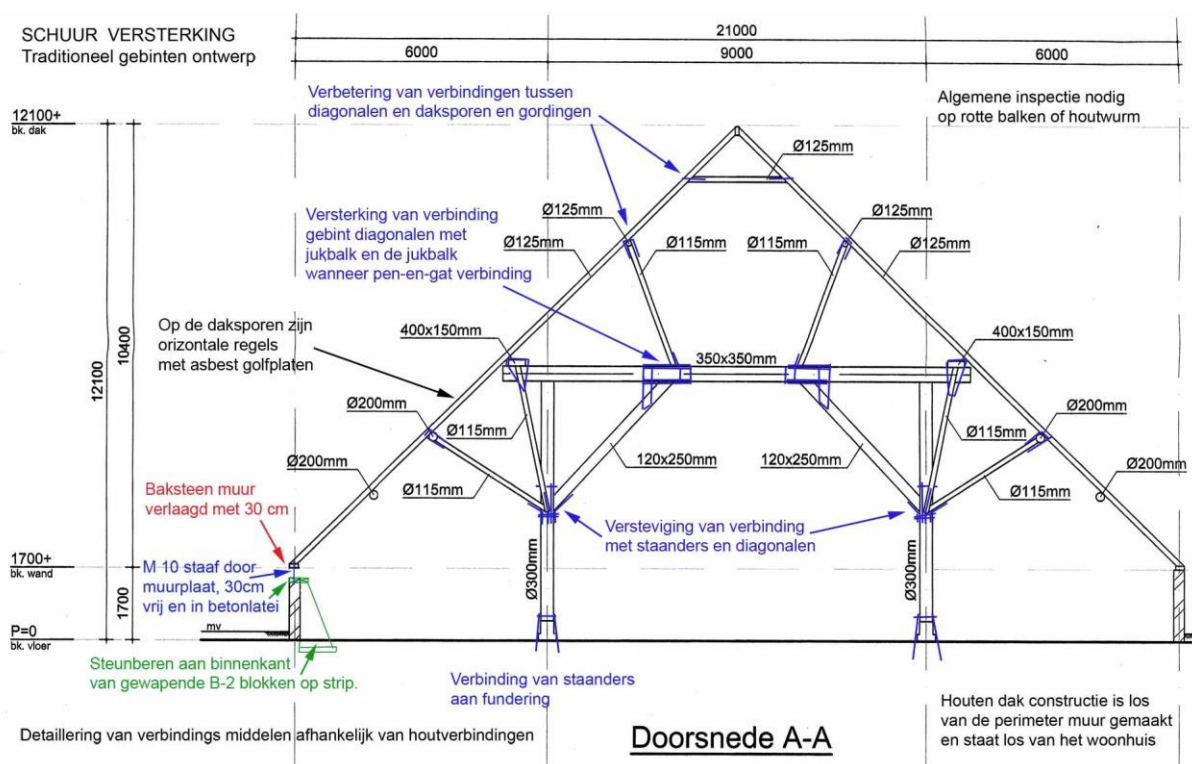 SCHUUR VERSTERKING
Traditioneel gebinten ontwerp
21000
6000
9000
6000
Verbetering van verbindingen tussen
diagonalen en daksporen en gordingen
Algemene inspectie nodig
op rotte balken of houtwurm
12100+
bk. dak
Ø125mm
Versterking van verbinding
gebint diagonalen met
jukbalk en de jukbalk
wanneer pen-en-gat verbinding
Ø125mm
Ø125mm
Ø125mm
Ø115mm
Ø115mm
Ø125mm
Op de daksporen zijn
orizontale regels
met asbest golfplaten
400x150mm
350x350mm
400x150mm
12100
10400
Ø200mm
Ø115mm
120x250mm
120x250mm
Ø115mm
Ø200mm
Ø200mm
Ø115mm
Ø115mm
Ø200mm
Baksteen muur
verlaagd met 30 cm
Versteviging van verbinding
met staanders en diagonalen
1700+
bk. wand
M 10 staaf door
muurplaat, 30cm
vrij en in betonlatei
1700
Ø300mm
Ø300mm
P=0
bk. vloer
mv
Steunberen aan binnenkant
van gewapende B-2 blokken op strip.
Verbinding van staanders
aan fundering
Houten dak constructie is los
van de perimeter muur gemaakt
en staat los van het woonhuis
Detaillering van verbindings middelen afhankelijk van houtverbindingen
Doorsnede A-A